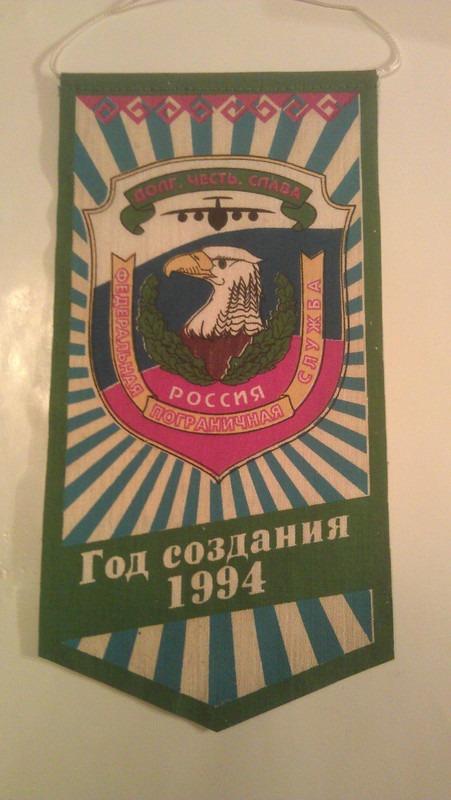 ДОЛГ, ЧЕСТЬ, СЛАВА
ФЕДЕРАЛЬНАЯ
ПОГРАНИЧНАЯ
СЛУЖБА
РОССИЯ
Год создания
1994